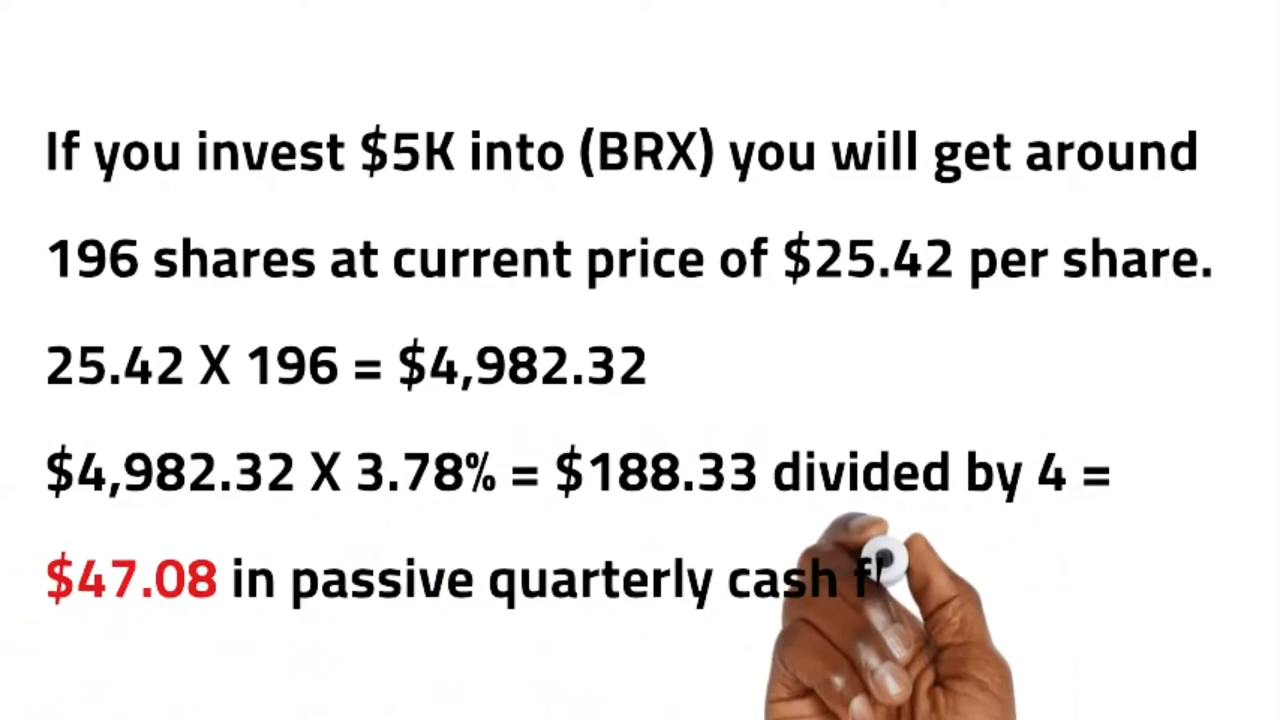 If you invest $5K into (BRX) you will get around
196 shares at current price of $25.42 per share.
25.42 X 196 = $4,982.32
$4,982.32 X 3.78% = $188.33 divided by 4 =
$47.08 in passive quarterly cash